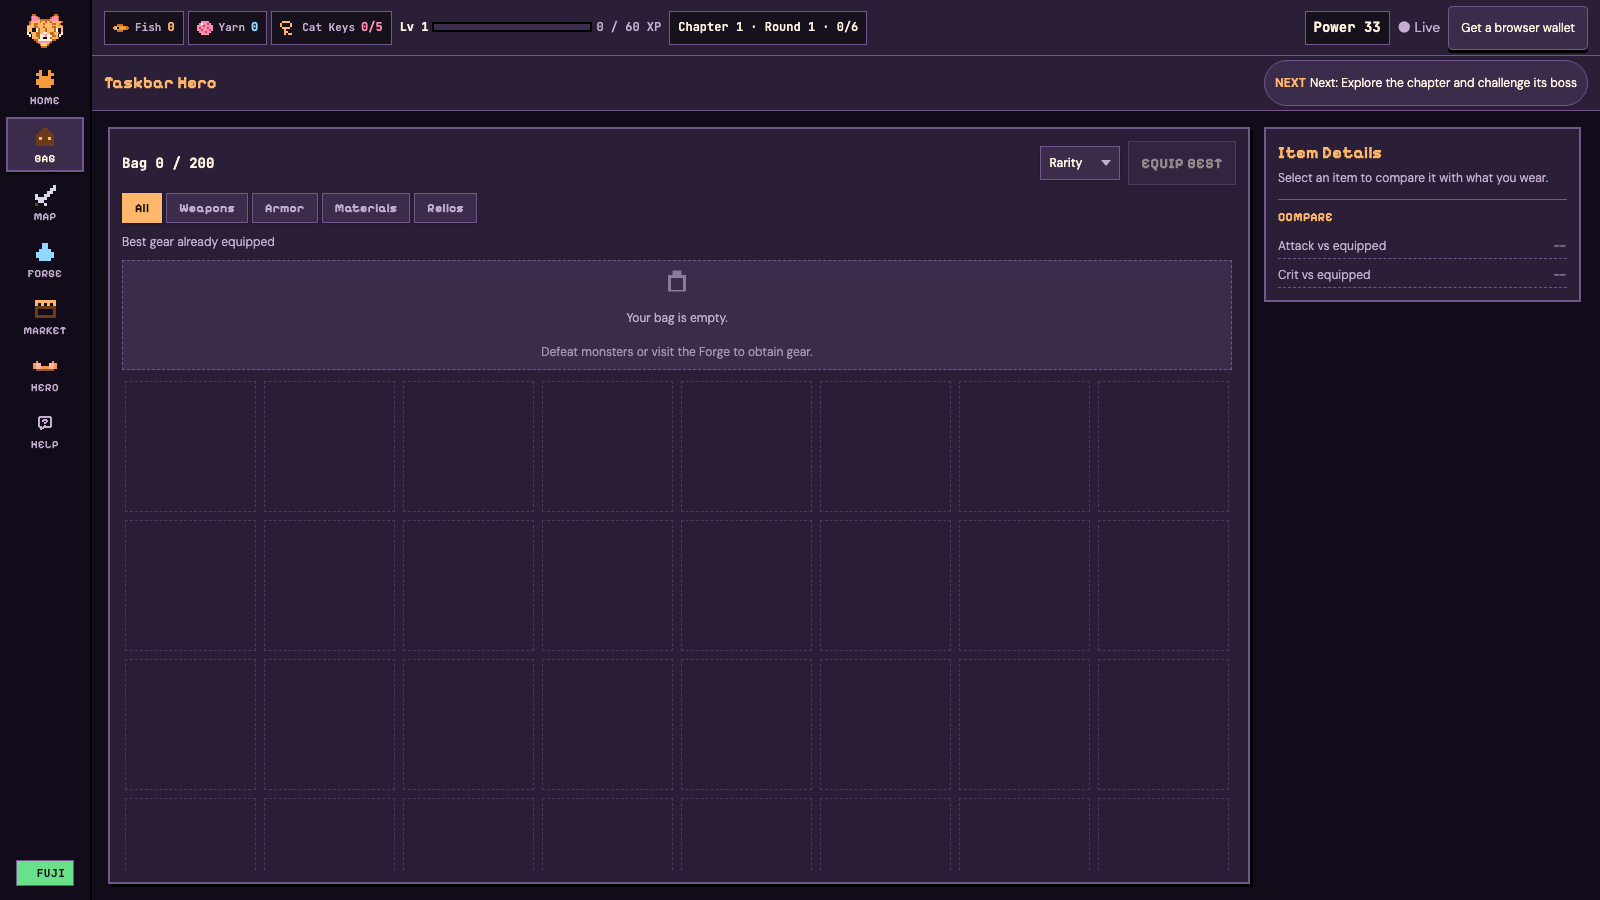 Fish 0
Yarn 0
Cat Keys 0/5
Lv 1
0 / 60 XP
Chapter 1 · Round 1 · 0/6
Power 33
Live
Get a browser wallet
Taskbar Hero
NEXT Next: Explore the chapter and challenge its boss
HOME
BAG
MAP
FORGE
MARKET
HERO
HELP
FUJI
Bag 0 / 200
Rarity
EQUIP BEST
All
Weapons
Armor
Materials
Relics
Best gear already equipped
Your bag is empty.
Defeat monsters or visit the Forge to obtain gear.
Item Details
Select an item to compare it with what you wear.
COMPARE
Attack vs equipped --
Crit vs equipped --